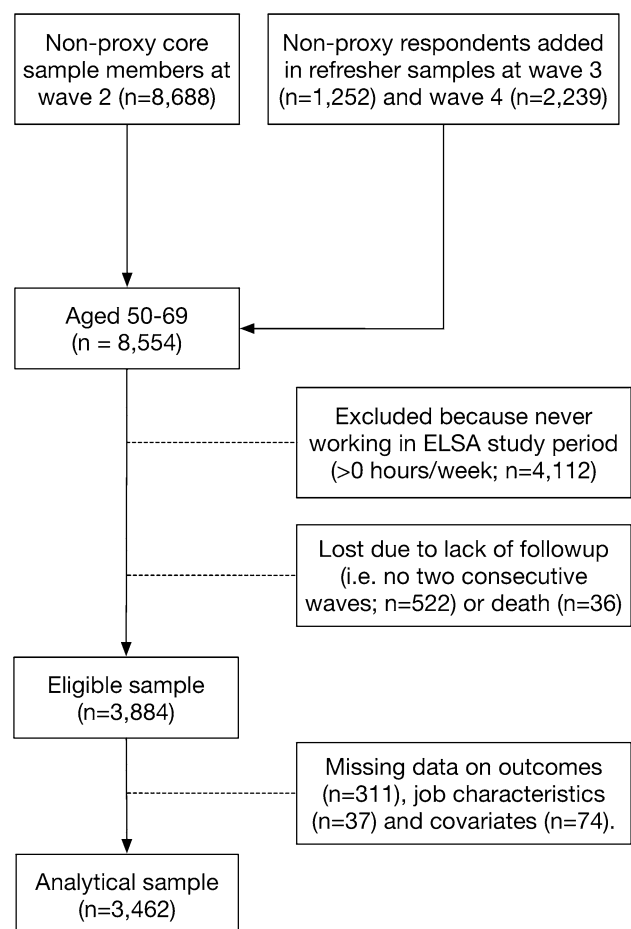 Non-proxy core
sample members at
wave 2 (n=8,688)
Non-proxy respondents added
in refresher samples at wave 3
(n=1,252) and wave 4 (n=2,239)
Aged 50-69
(n = 8,554)
Excluded because never
working in ELSA study period
(>0 hours/week; n=4,112)
Lost due to lack of followup
(i.e. no two consecutive
waves; n=522) or death (n=36)
Eligible sample
(n=3,884)
Missing data on outcomes
(n=311), job characteristics
(n=37) and covariates (n=74).
Analytical sample
(n=3,462)